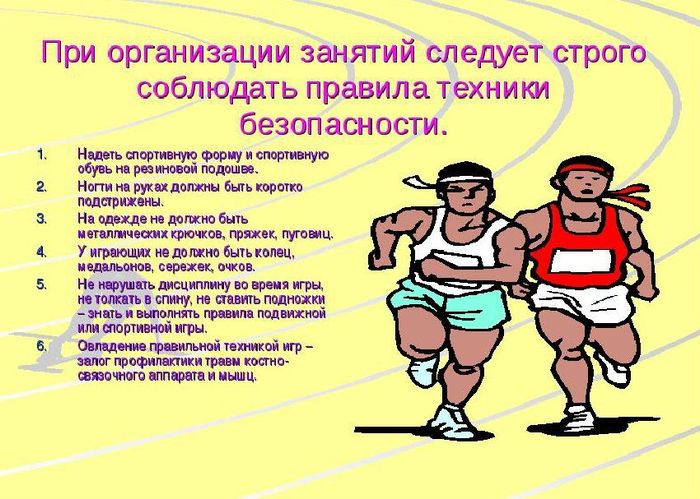 При организации занятий следует строго
соблюдать правила техники
безопасности.
1. Надеть спортивную форму и спортивную
обувь на резиновой подошве.
2. Ногти на руках должны быть коротко
подстрижены.
3. На одежде не должно быть
металлических крючков, пряжек, пуговиц.
4. У играющих не должно быть колец,
медальонов, сережек, очков.
5. Не нарушать дисциплину во время игры,
не толкать в спину, не ставить подножки
– знать и выполнять правила подвижной
или спортивной игры.
6. Овладение правильной техникой игр –
залог профилактики травм костно-
связочного аппарата и мышц.